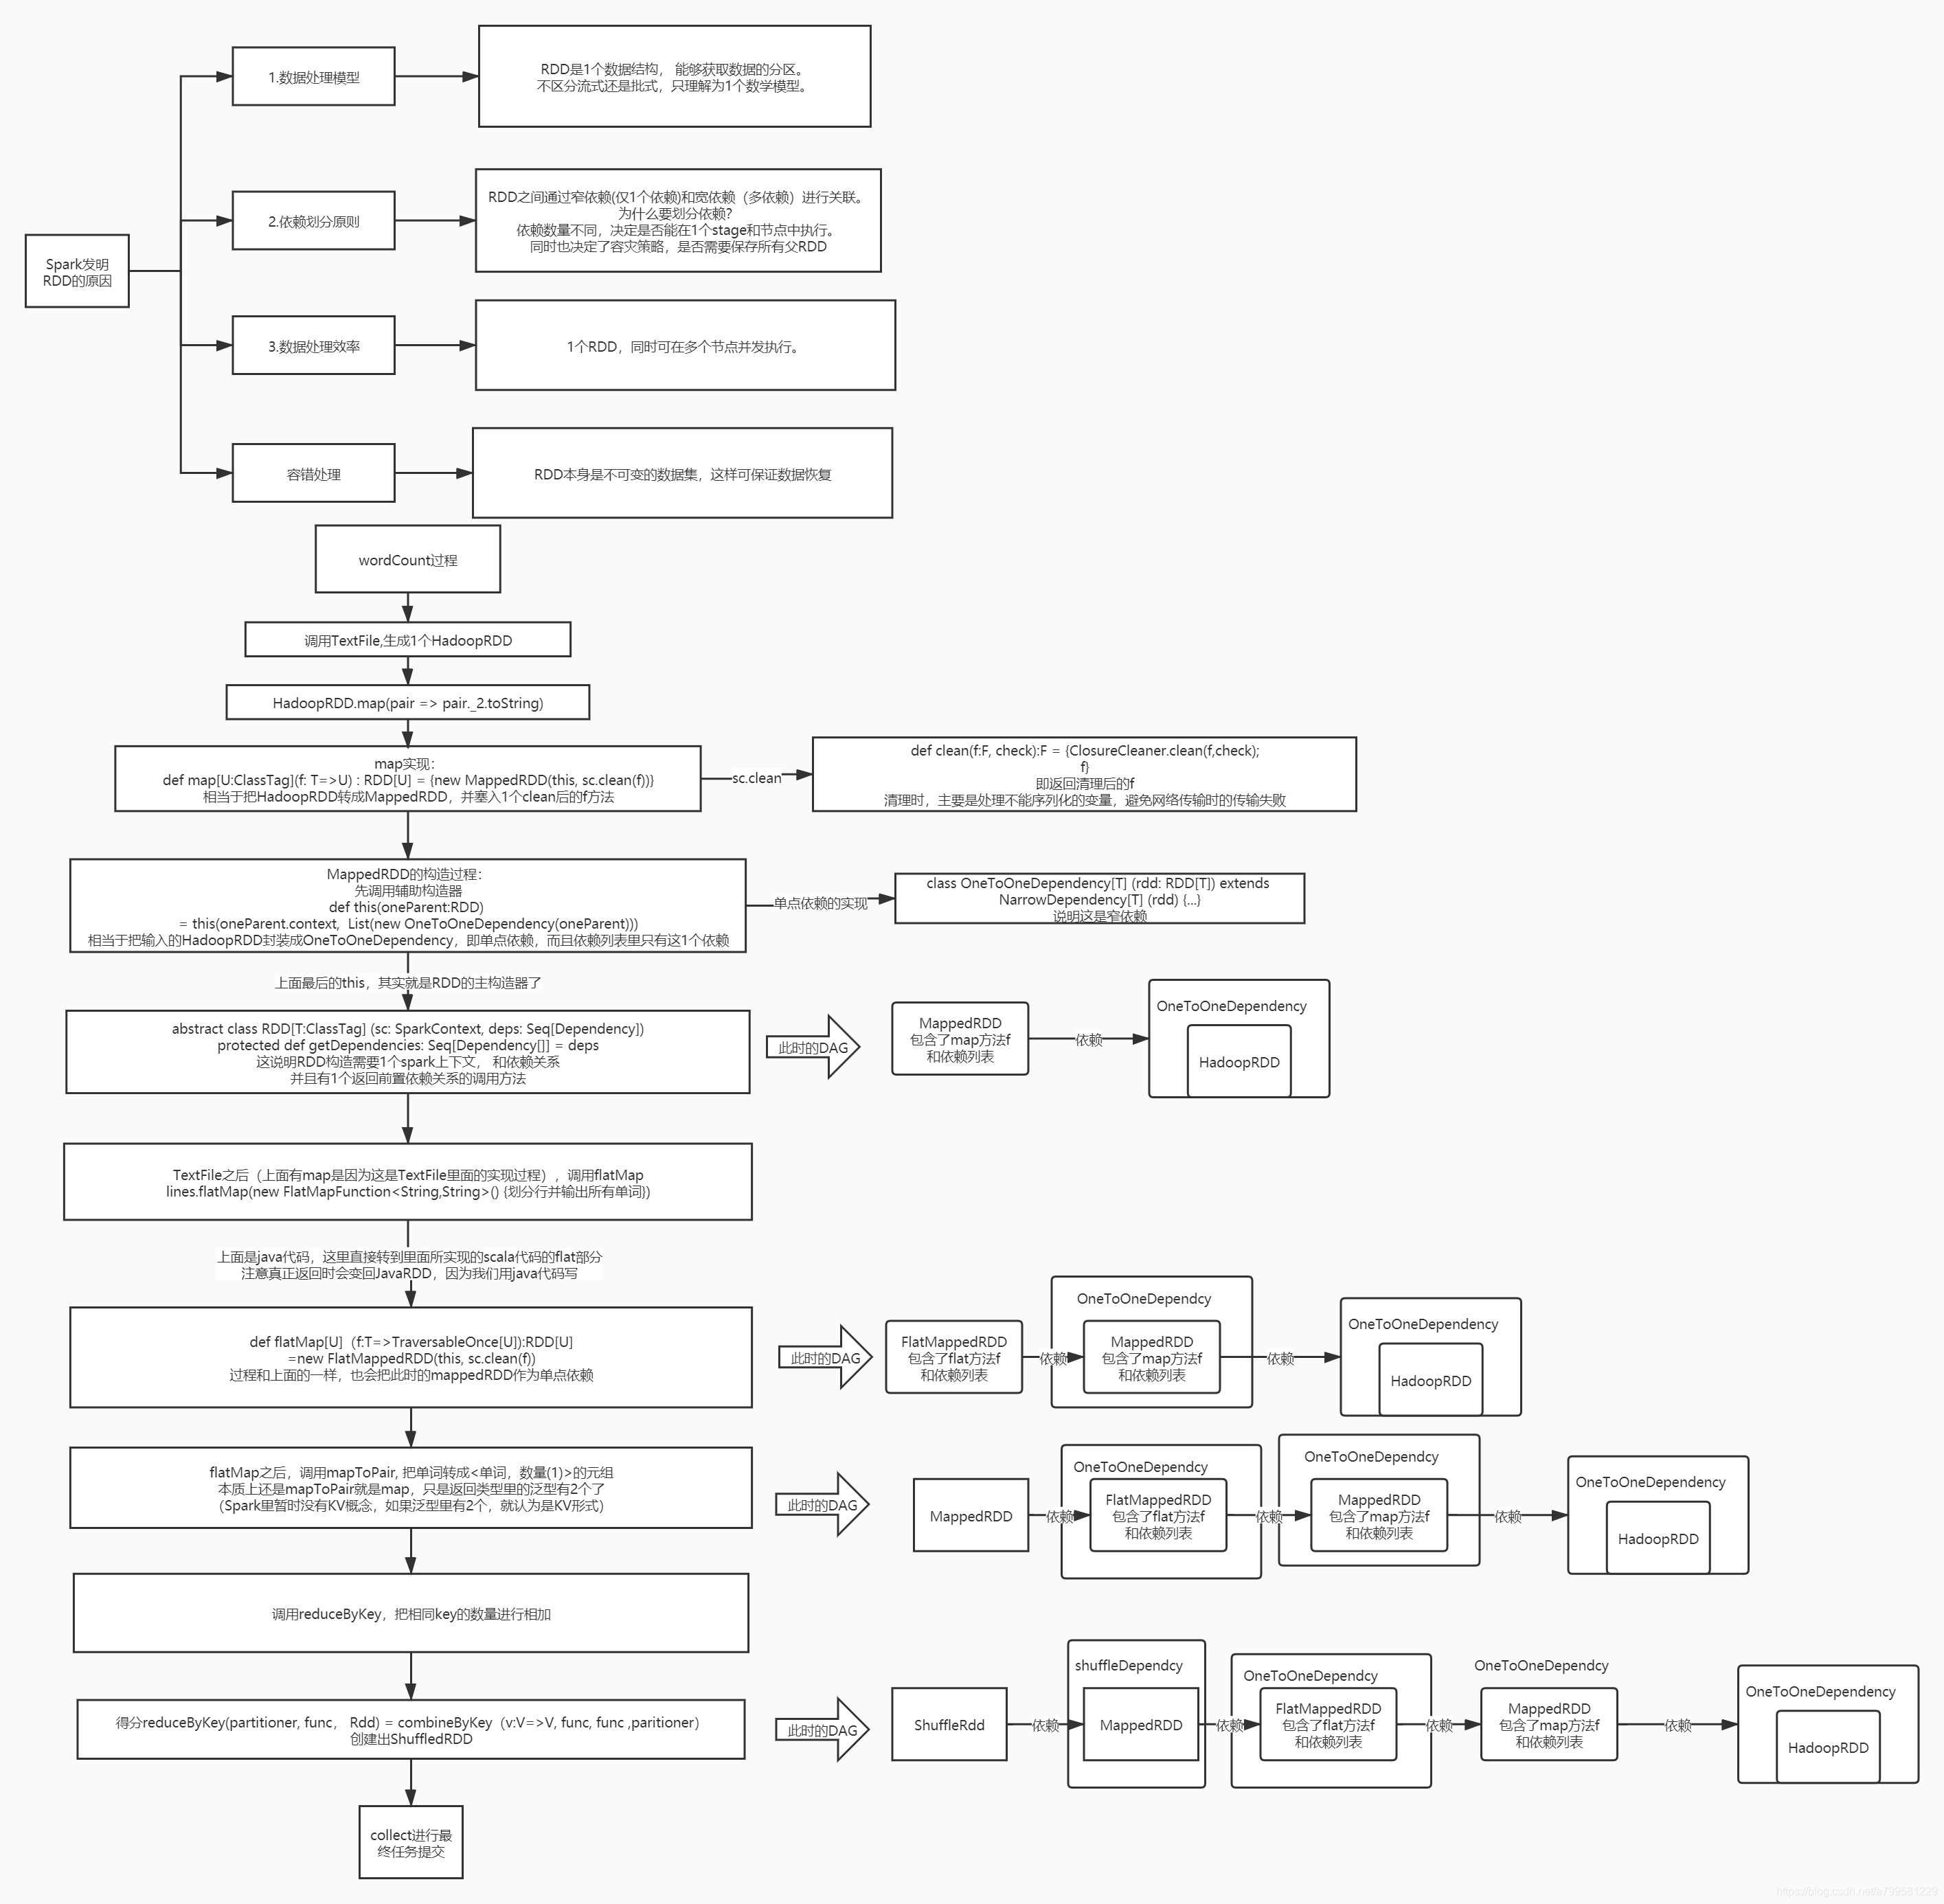 Spark发明
RDD的原因
1.数据处理模型
RDD是1个数据结构， 能够获取数据的分区。
不区分流式还是批式，只理解为1个数学模型。
2.依赖划分原则
RDD之间通过窄依赖(仅1个依赖)和宽依赖（多依赖）进行关联。
为什么要划分依赖？
依赖数量不同，决定是否能在1个stage和节点中执行。
同时也决定了容灾策略，是否需要保存所有父RDD
3.数据处理效率
1个RDD，同时可在多个节点并发执行。
容错处理
RDD本身是不可变的数据集，这样可保证数据恢复
wordCount过程
调用TextFile,生成1个HadoopRDD
HadoopRDD.map(pair => pair._2.toString)
map实现：
def map[U:ClassTag](f: T=>U) : RDD[U] = {new MappedRDD(this, sc.clean(f))}
相当于把HadoopRDD转成MappedRDD，并塞入1个clean后的f方法
sc.clean
def clean(f:F, check):F = {ClosureCleaner.clean(f,check);
f}
即返回清理后的f
清理时，主要是处理不能序列化的变量，避免网络传输时的传输失败
MappedRDD的构造过程：
先调用辅助构造器
def this(oneParent:RDD)
= this(oneParent.context,  List(new OneToOneDependency(oneParent)))
相当于把输入的HadoopRDD封装成OneToOneDependency，即单点依赖，而且依赖列表里只有这1个依赖
单点依赖的实现
class OneToOneDependency[T] (rdd: RDD[T]) extends
NarrowDependency[T] (rdd) {...}
说明这是窄依赖
上面最后的this，其实就是RDD的主构造器了
abstract class RDD[T:ClassTag] (sc: SparkContext, deps: Seq[Dependency])
protected def getDependencies: Seq[Dependency[]] = deps
这说明RDD构造需要1个spark上下文， 和依赖关系
并且有1个返回前置依赖关系的调用方法
此时的DAG
MappedRDD
包含了map方法f
和依赖列表
依赖
OneToOneDependency
HadoopRDD
TextFile之后（上面有map是因为这是TextFile里面的实现过程），调用flatMap
lines.flatMap(new FlatMapFunction<String,String>() {划分行并输出所有单词})
上面是java代码，这里直接转到里面所实现的scala代码的flat部分
注意真正返回时会变回JavaRDD，因为我们用java代码写
def flatMap[U]（f:T=>TraversableOnce[U]):RDD[U]
=new FlatMappedRDD(this, sc.clean(f))
过程和上面的一样，也会把此时的mappedRDD作为单点依赖
此时的DAG
FlatMappedRDD
包含了flat方法f
和依赖列表
依赖
OneToOneDependcy
MappedRDD
包含了map方法f
和依赖列表
依赖
OneToOneDependency
HadoopRDD
flatMap之后，调用mapToPair, 把单词转成<单词，数量(1)>的元组
本质上还是mapToPair就是map，只是返回类型里的泛型有2个了
（Spark里暂时没有KV概念，如果泛型里有2个，就认为是KV形式）
此时的DAG
MappedRDD
依赖
OneToOneDependcy
FlatMappedRDD
包含了flat方法f
和依赖列表
依赖
OneToOneDependcy
MappedRDD
包含了map方法f
和依赖列表
依赖
OneToOneDependency
HadoopRDD
调用reduceByKey，把相同key的数量进行相加
得分reduceByKey(partitioner, func， Rdd) = combineByKey（v:V=>V, func, func ,paritioner）
创建出ShuffledRDD
此时的DAG
ShuffleRdd
依赖
shuffleDependcy
MappedRDD
依赖
OneToOneDependcy
FlatMappedRDD
包含了flat方法f
和依赖列表
依赖
OneToOneDependcy
MappedRDD
包含了map方法f
和依赖列表
依赖
OneToOneDependency
HadoopRDD
collect进行最
终任务提交